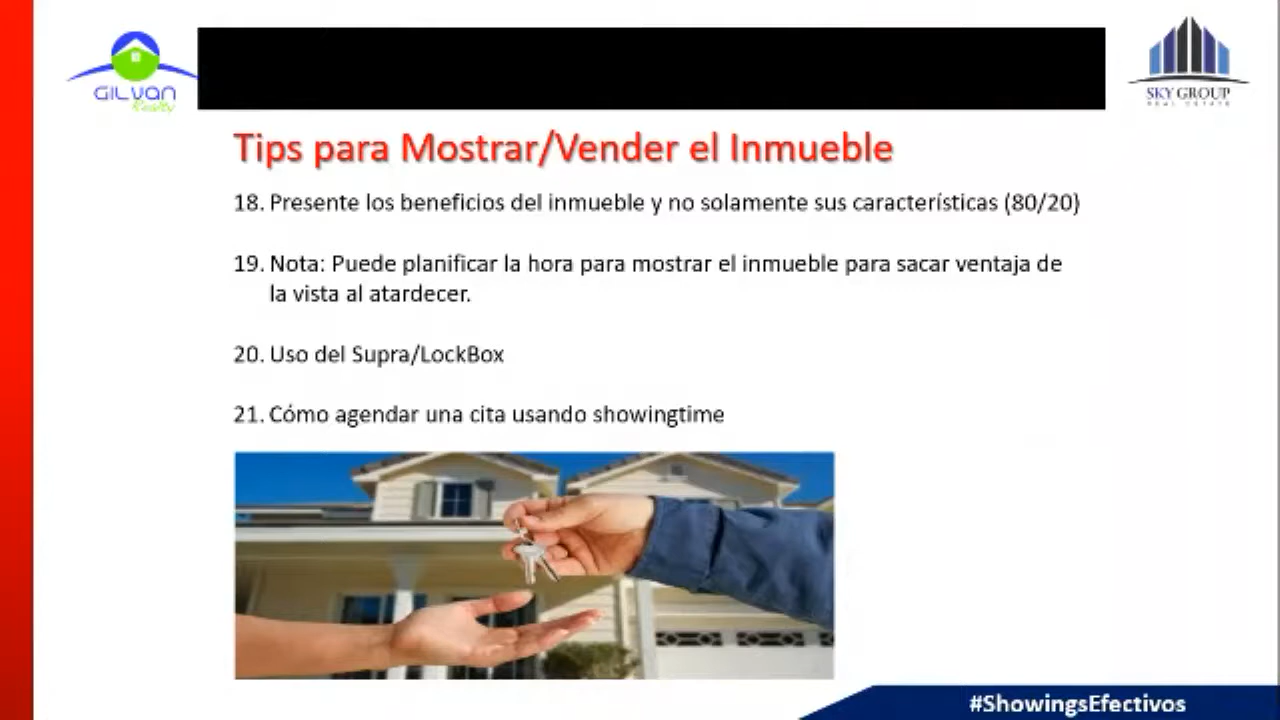 GILVAN
Realty
SKY GROUP
REAL ESTATE
Tips para Mostrar/Vender el Inmueble
18. Presente los beneficios del inmueble y no solamente sus características (80/20)
19. Nota: Puede planificar la hora para mostrar el inmueble para sacar ventaja de
la vista al atardecer.
20. Uso del Supra/LockBox
21. Cómo agendar una cita usando showingtime
#ShowingsEfectivos